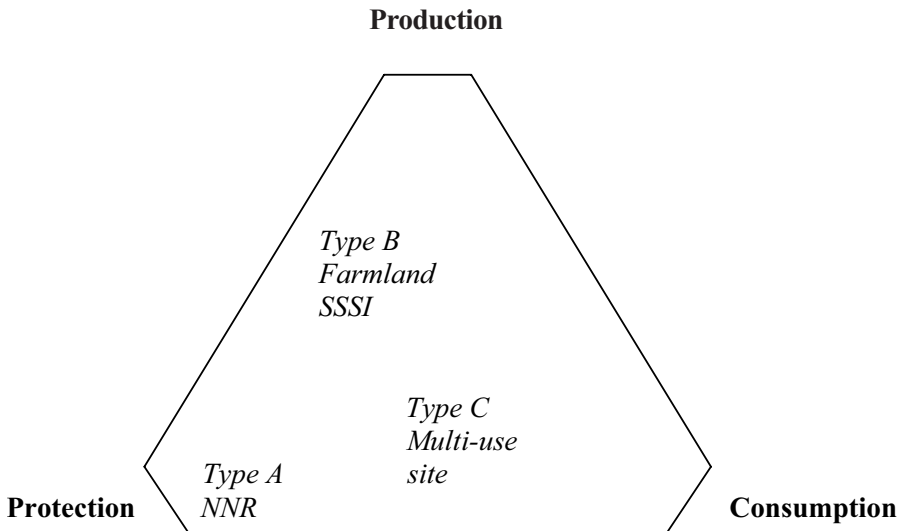 Production
Type B
Farmland
SSSI
Type C
Multi-use
site
Type A
NNR
Protection
Consumption